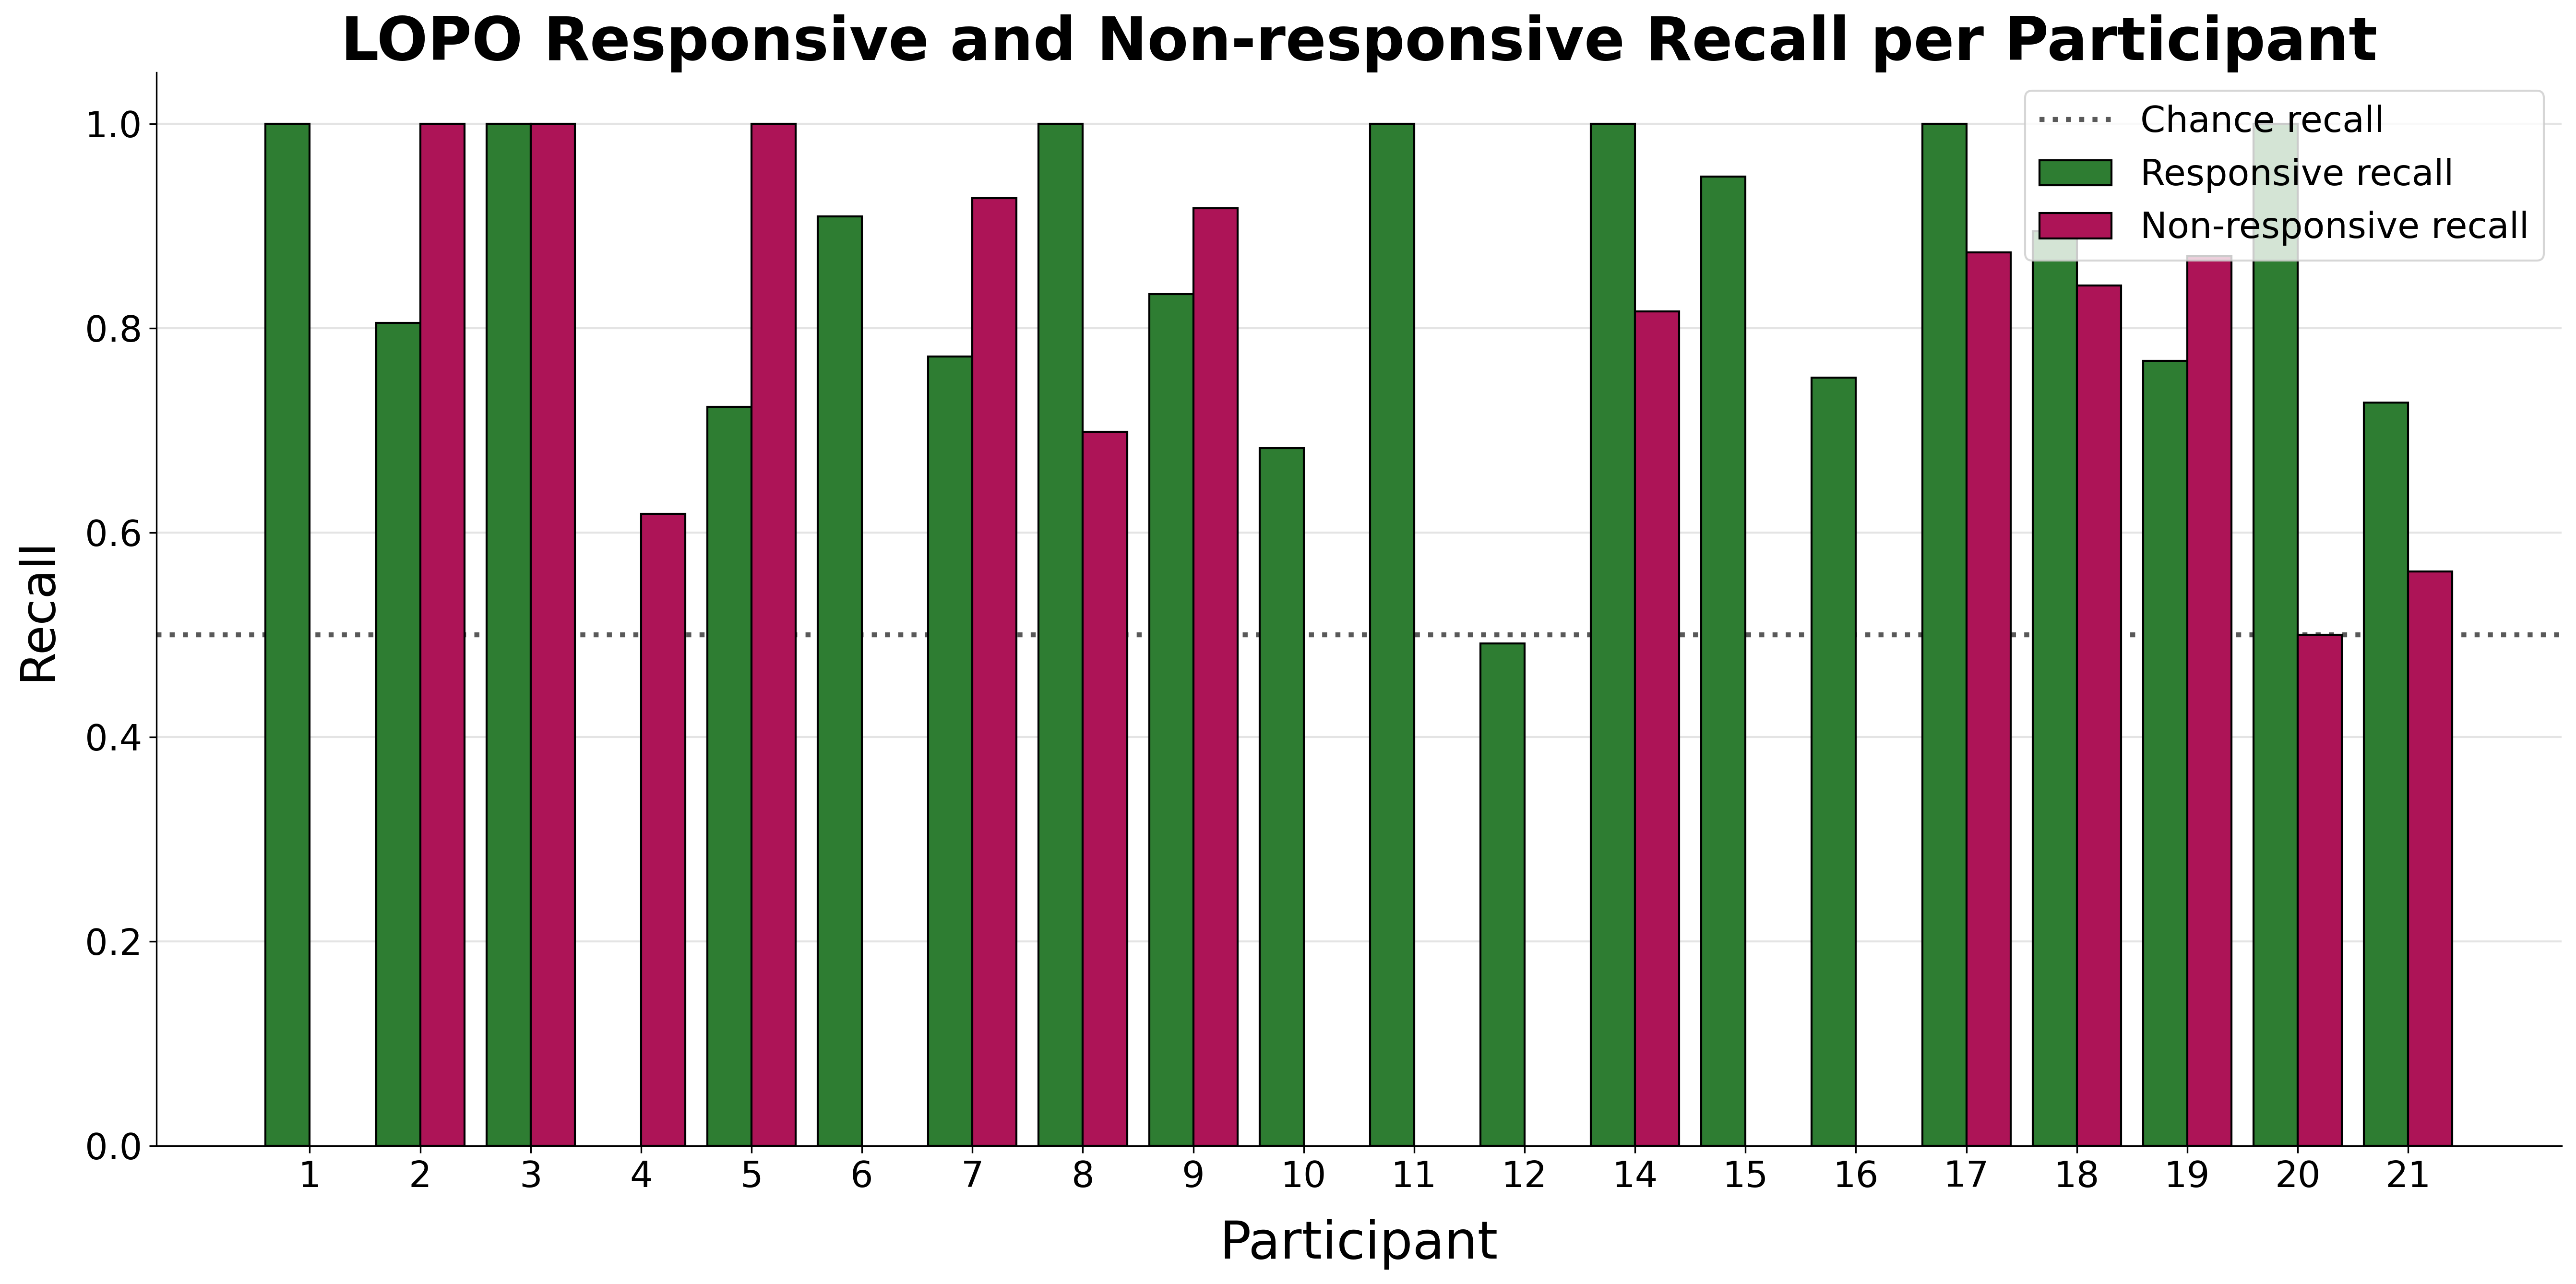 LOPO Responsive and Non-responsive Recall per Participant
Chance recall
Responsive recall
Non-responsive recall
Recall
1.0
0.8
0.6
0.4
0.2
0.0
1 2 3 4 5 6 7 8 9 10 11 12 14 15 16 17 18 19 20 21
Participant